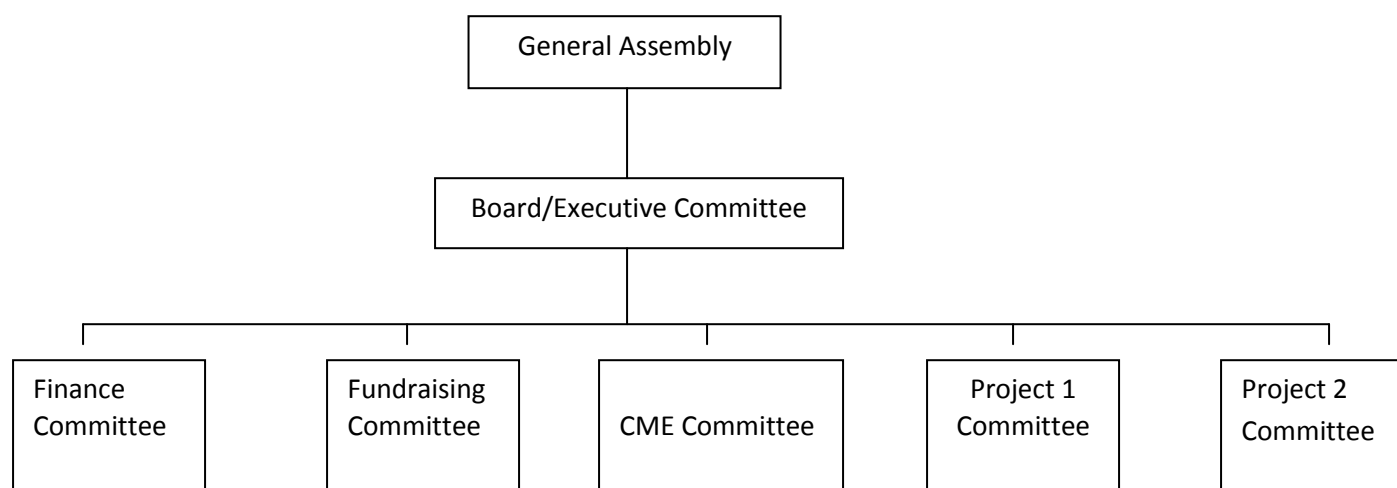 General Assembly
Board/Executive Committee
Finance
Committee
Fundraising
Committee
CME Committee
Project 1
Committee
Project 2
Committee